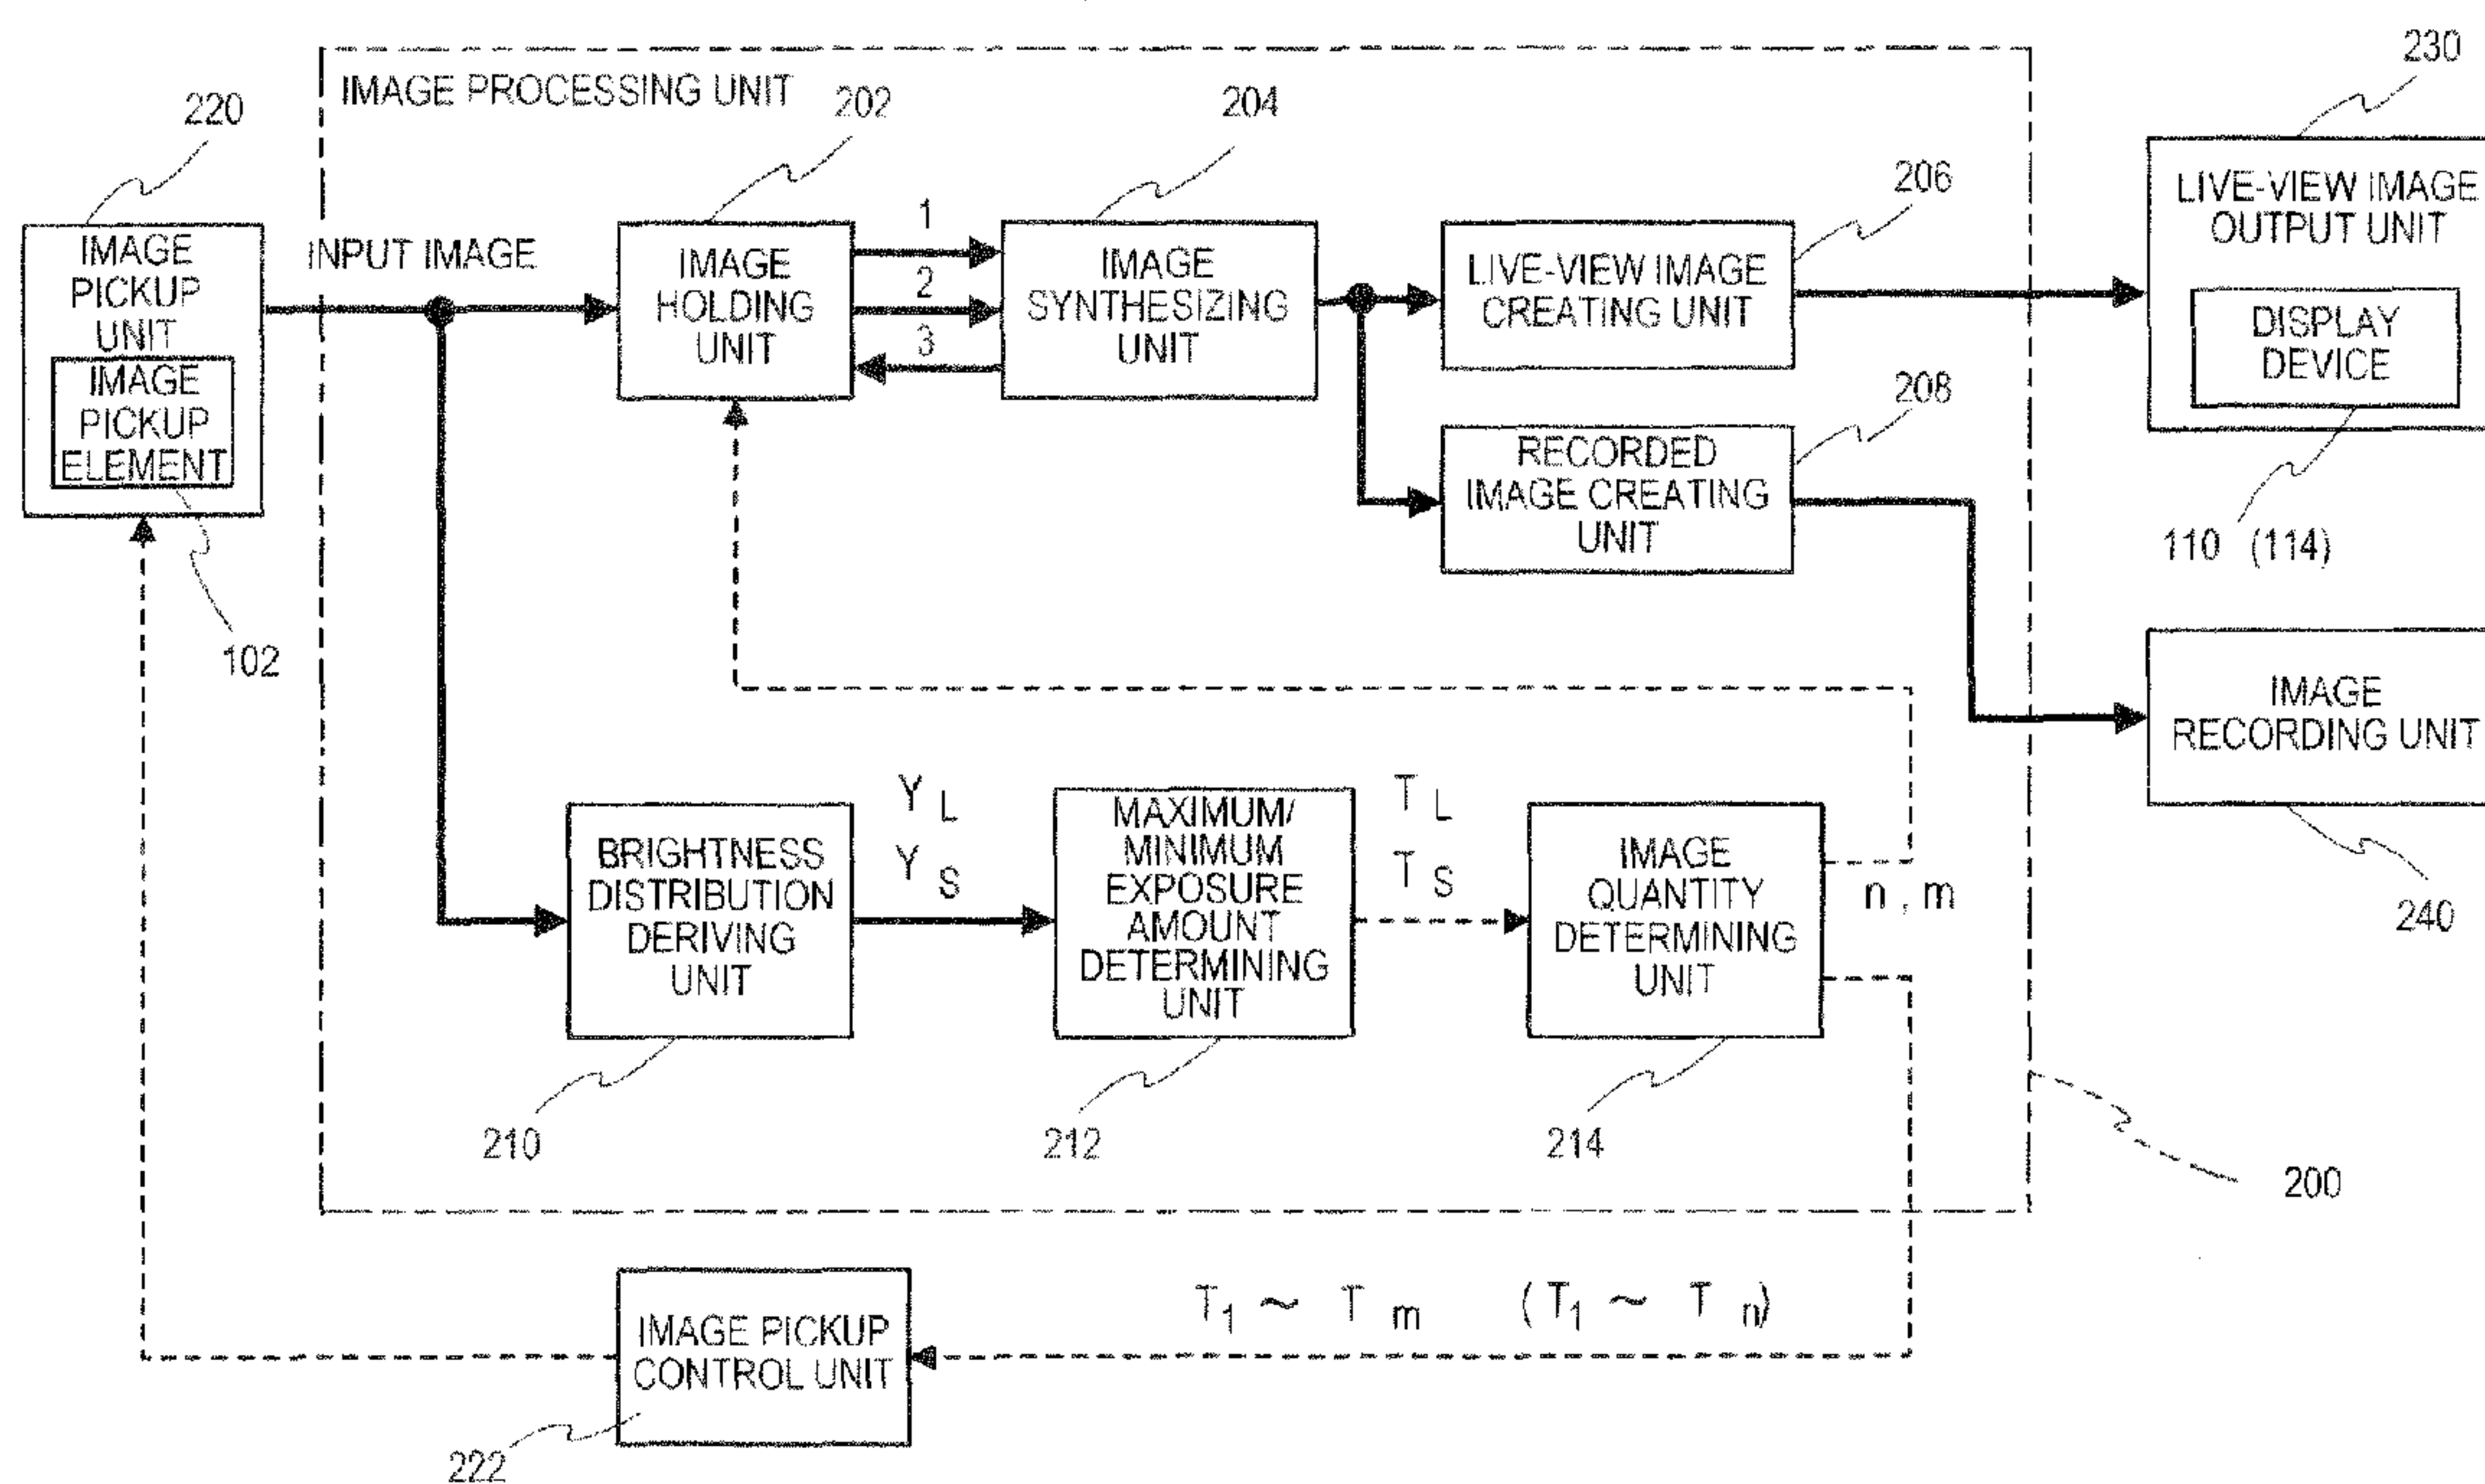 IMAGE PROCESSING UNIT
220
202
204
206
230
IMAGE
PICKUP
UNIT
IMAGE
PICKUP
ELEMENT
102
INPUT IMAGE
IMAGE
HOLDING
UNIT
1
2
3
IMAGE
SYNTHESIZING
UNIT
LIVE-VIEW IMAGE
CREATING UNIT
208
RECORDED
IMAGE CREATING
UNIT
LIVE-VIEW IMAGE
OUTPUT UNIT
DISPLAY
DEVICE
110 (114)
IMAGE
RECORDING UNIT
240
BRIGHTNESS
DISTRIBUTION
DERIVING
UNIT
210
Y L
Y S
MAXIMUM/
MINIMUM
EXPOSURE
AMOUNT
DETERMINING
UNIT
212
T L
T S
IMAGE
QUANTITY
DETERMINING
UNIT
214
n , m
200
T1 ~ T m (T1 ~ T n)
IMAGE PICKUP
CONTROL UNIT
222